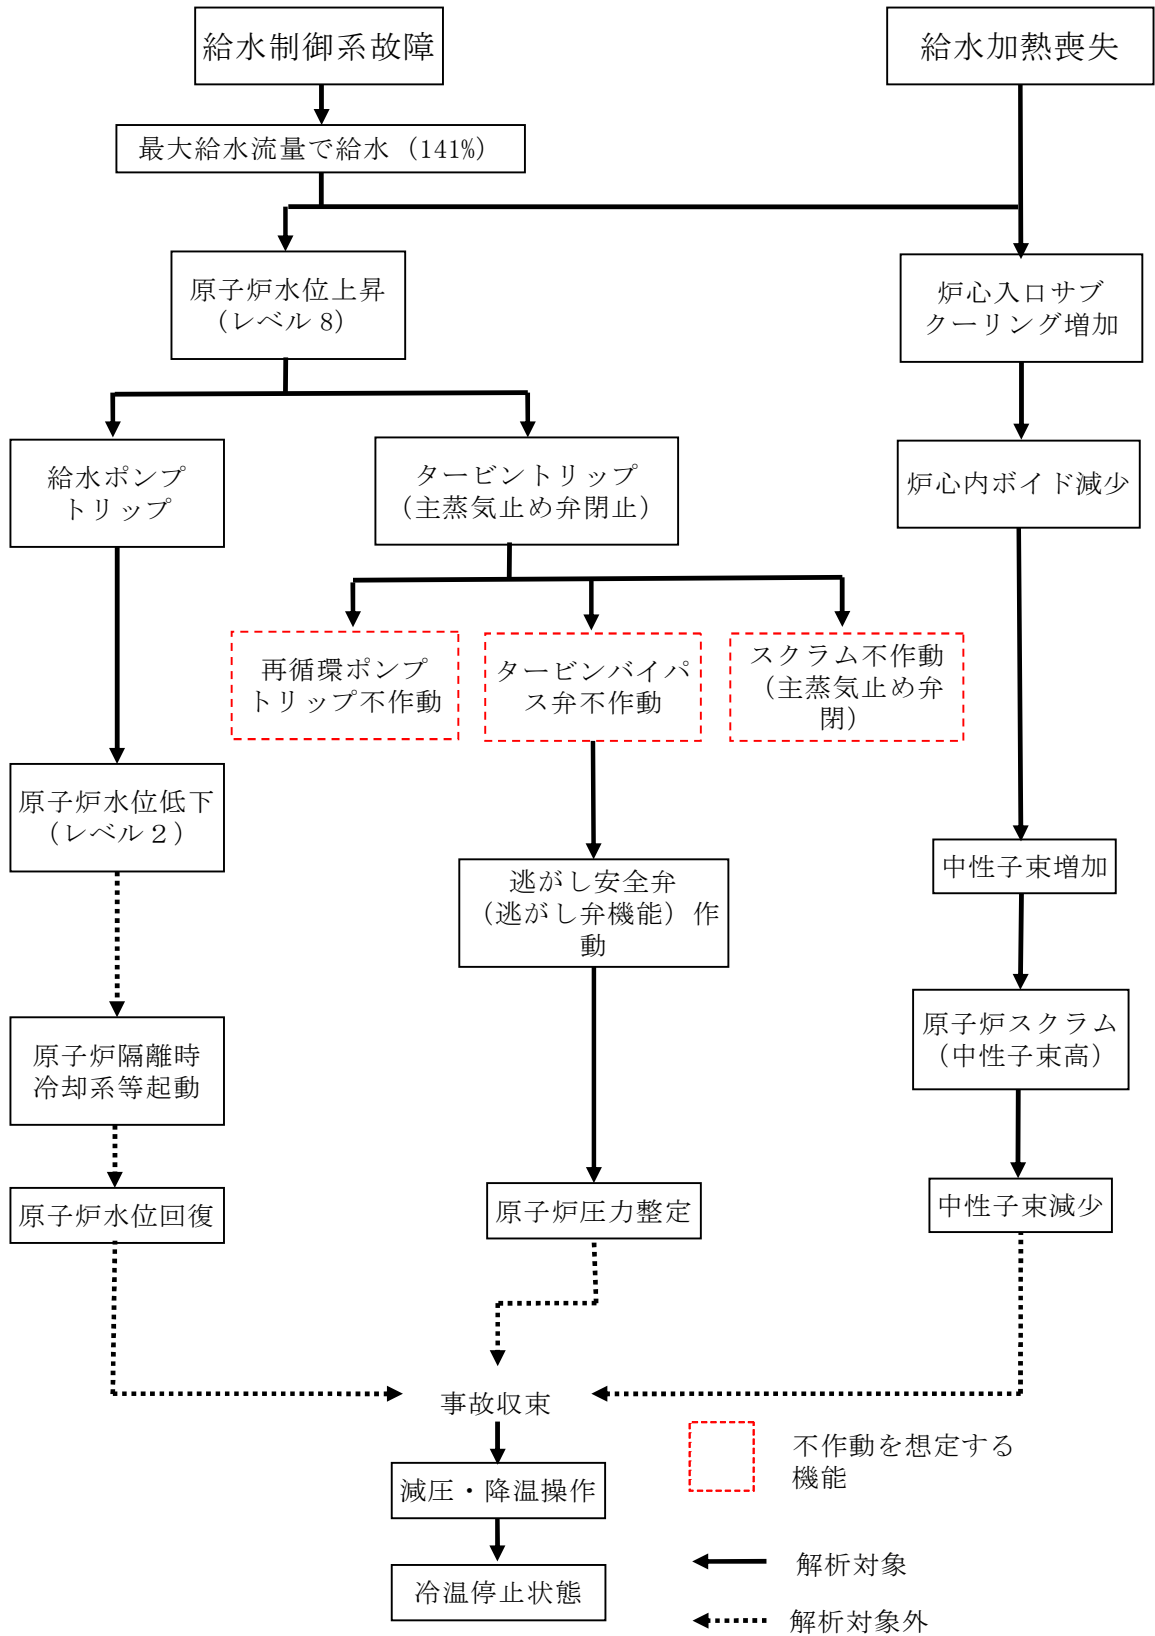 給水制御系故障
給水加熱喪失
最大給水流量で給水（141%）
原子炉水位上昇
（レベル 8）
炉心入口サブ
クーリング増加
給水ポンプ
トリップ
タービントリップ
（主蒸気止め弁閉止）
炉心内ボイド減少
再循環ポンプ
トリップ不作動
タービンバイパ
ス弁不作動
スクラム不作動
（主蒸気止め弁
閉）
原子炉水位低下
（レベル２）
逃がし安全弁
（逃がし弁機能）作
動
中性子束増加
原子炉隔離時
冷却系等起動
原子炉スクラム
（中性子束高）
原子炉水位回復
原子炉圧力整定
中性子束減少
事故収束
減圧・降温操作
冷温停止状態
不作動を想定する
機能
解析対象
解析対象外